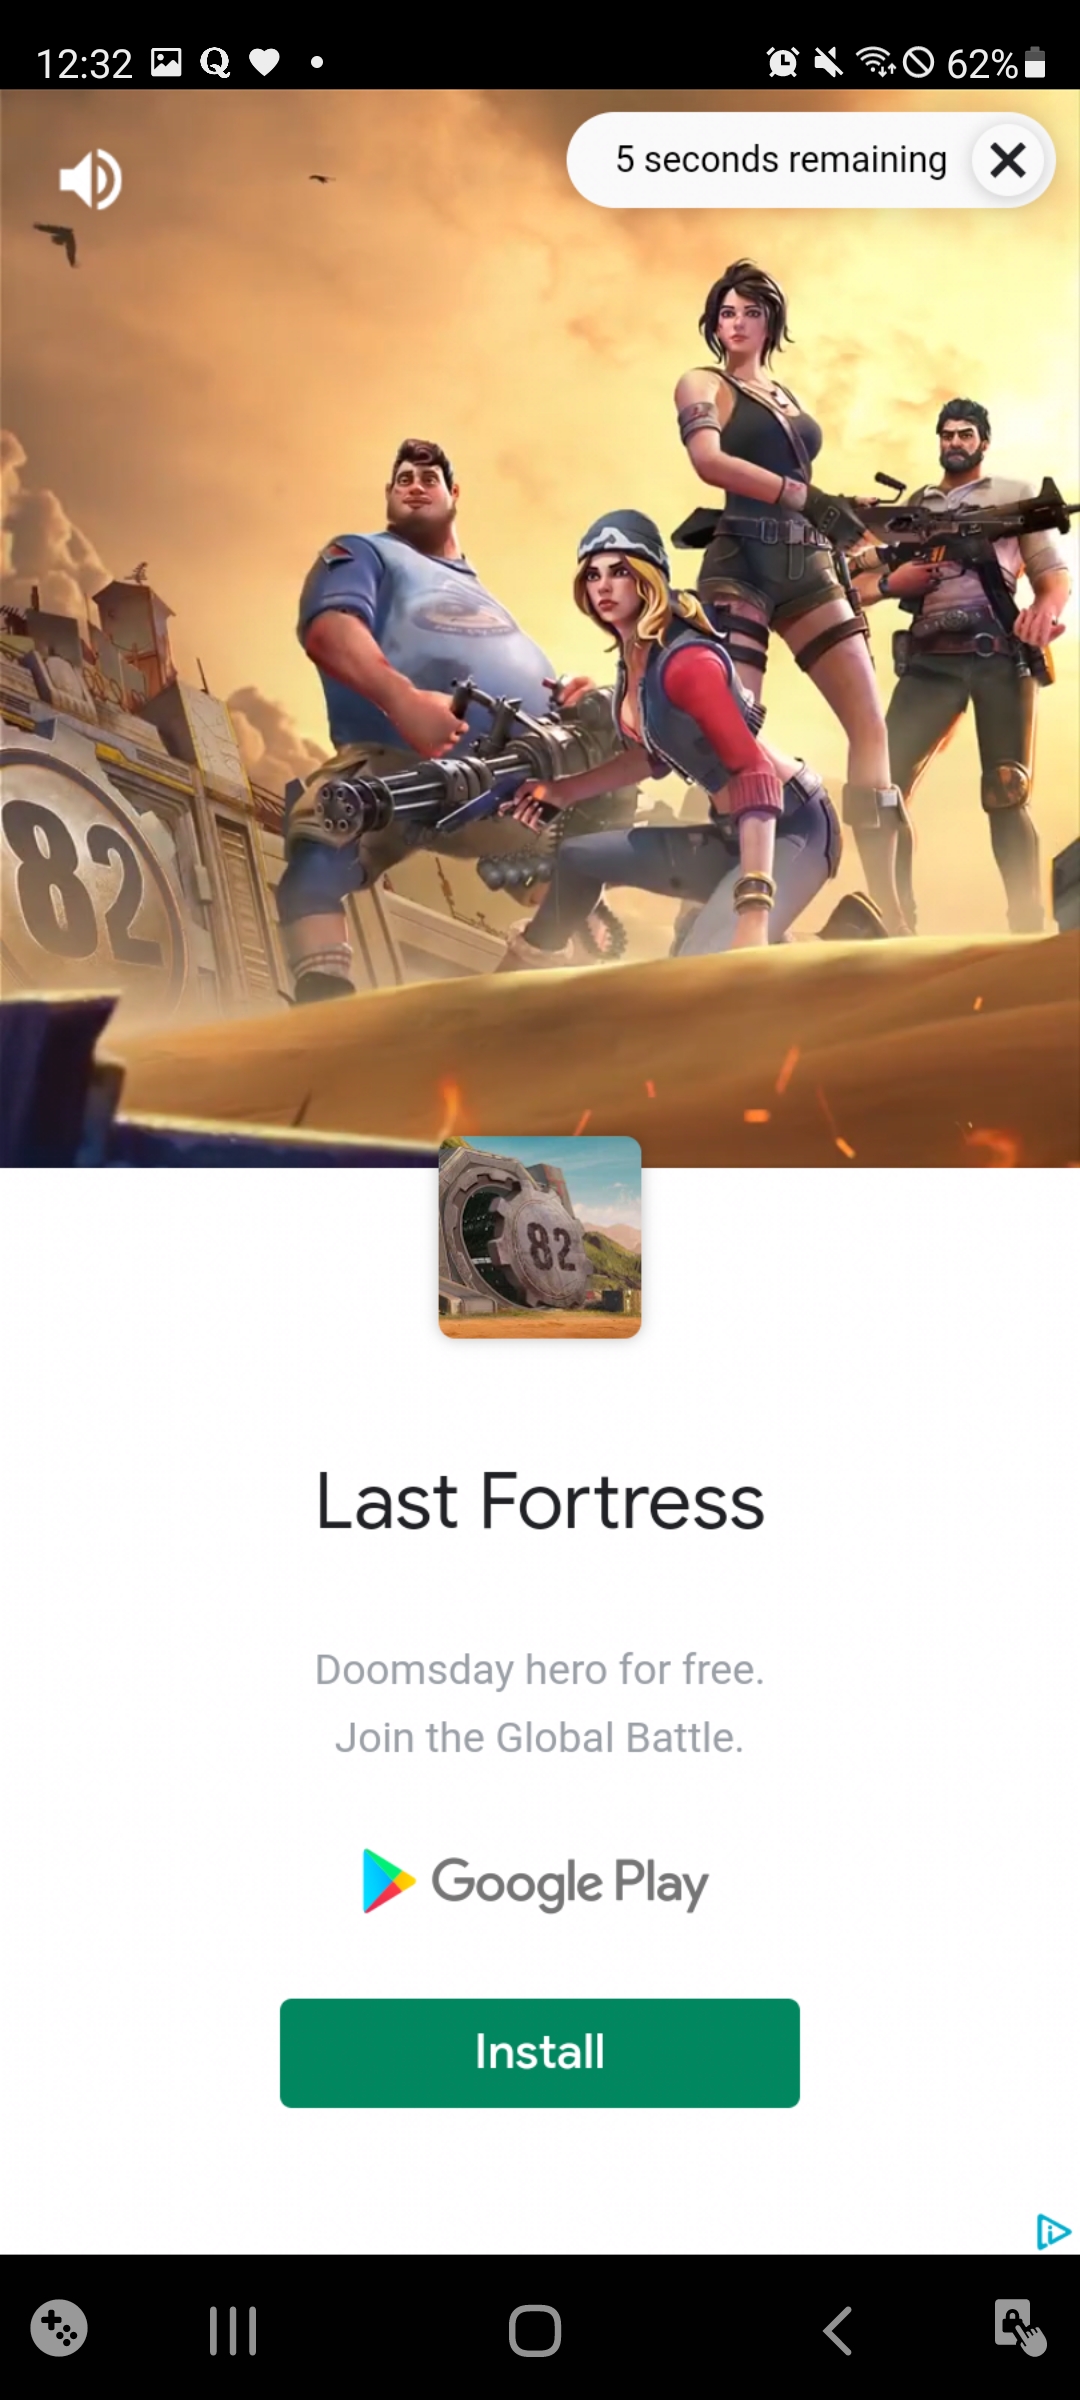 12:32
62%
5 seconds remaining
82
82
Last Fortress
Doomsday hero for free.
Join the Global Battle.
Google Play
Install